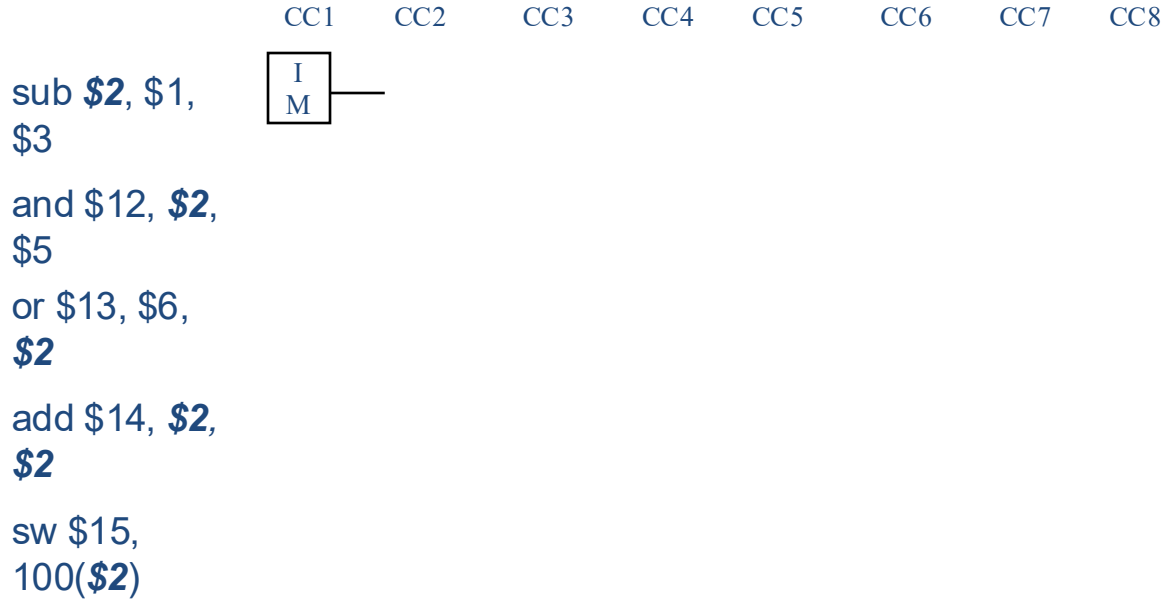 CC1 CC2 CC3 CC4 CC5 CC6 CC7 CC8
I
M
sub $2, $1,
$3
and $12, $2,
$5
or $13, $6,
$2
add $14, $2,
$2
sw $15,
100($2)